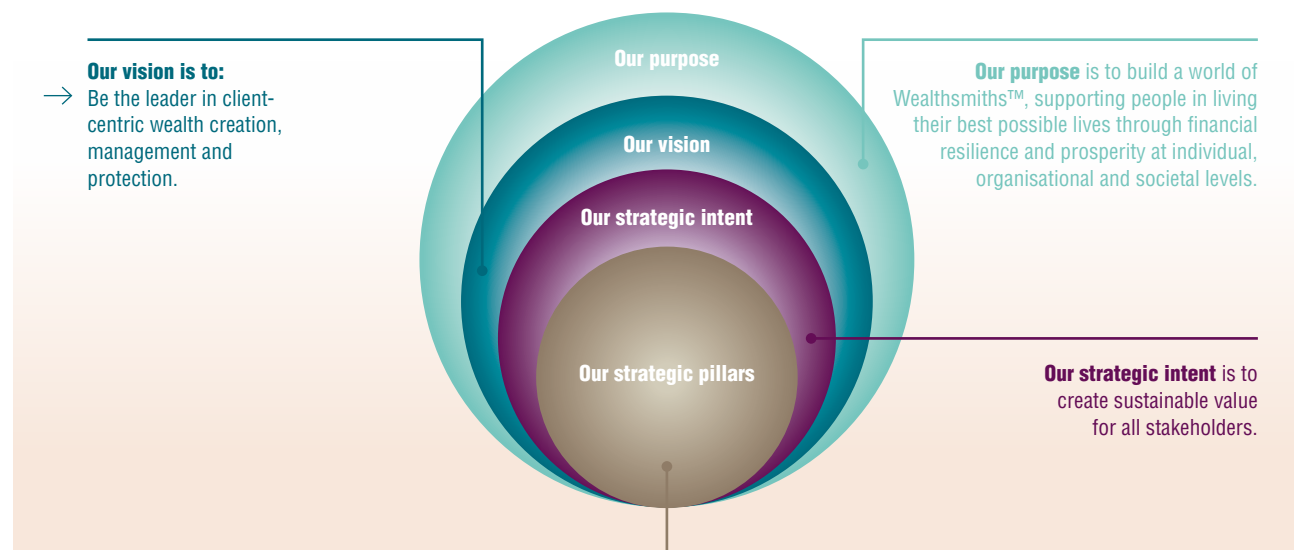 Our vision is to:
Be the leader in client-
centric wealth creation,
management and
protection.
Our purpose
Our vision
Our strategic intent
Our strategic pillars
Our purpose is to build a world of
Wealthsmiths™, supporting people in living
their best possible lives through financial
resilience and prosperity at individual,
organisational and societal levels.
Our strategic intent is to
create sustainable value
for all stakeholders.